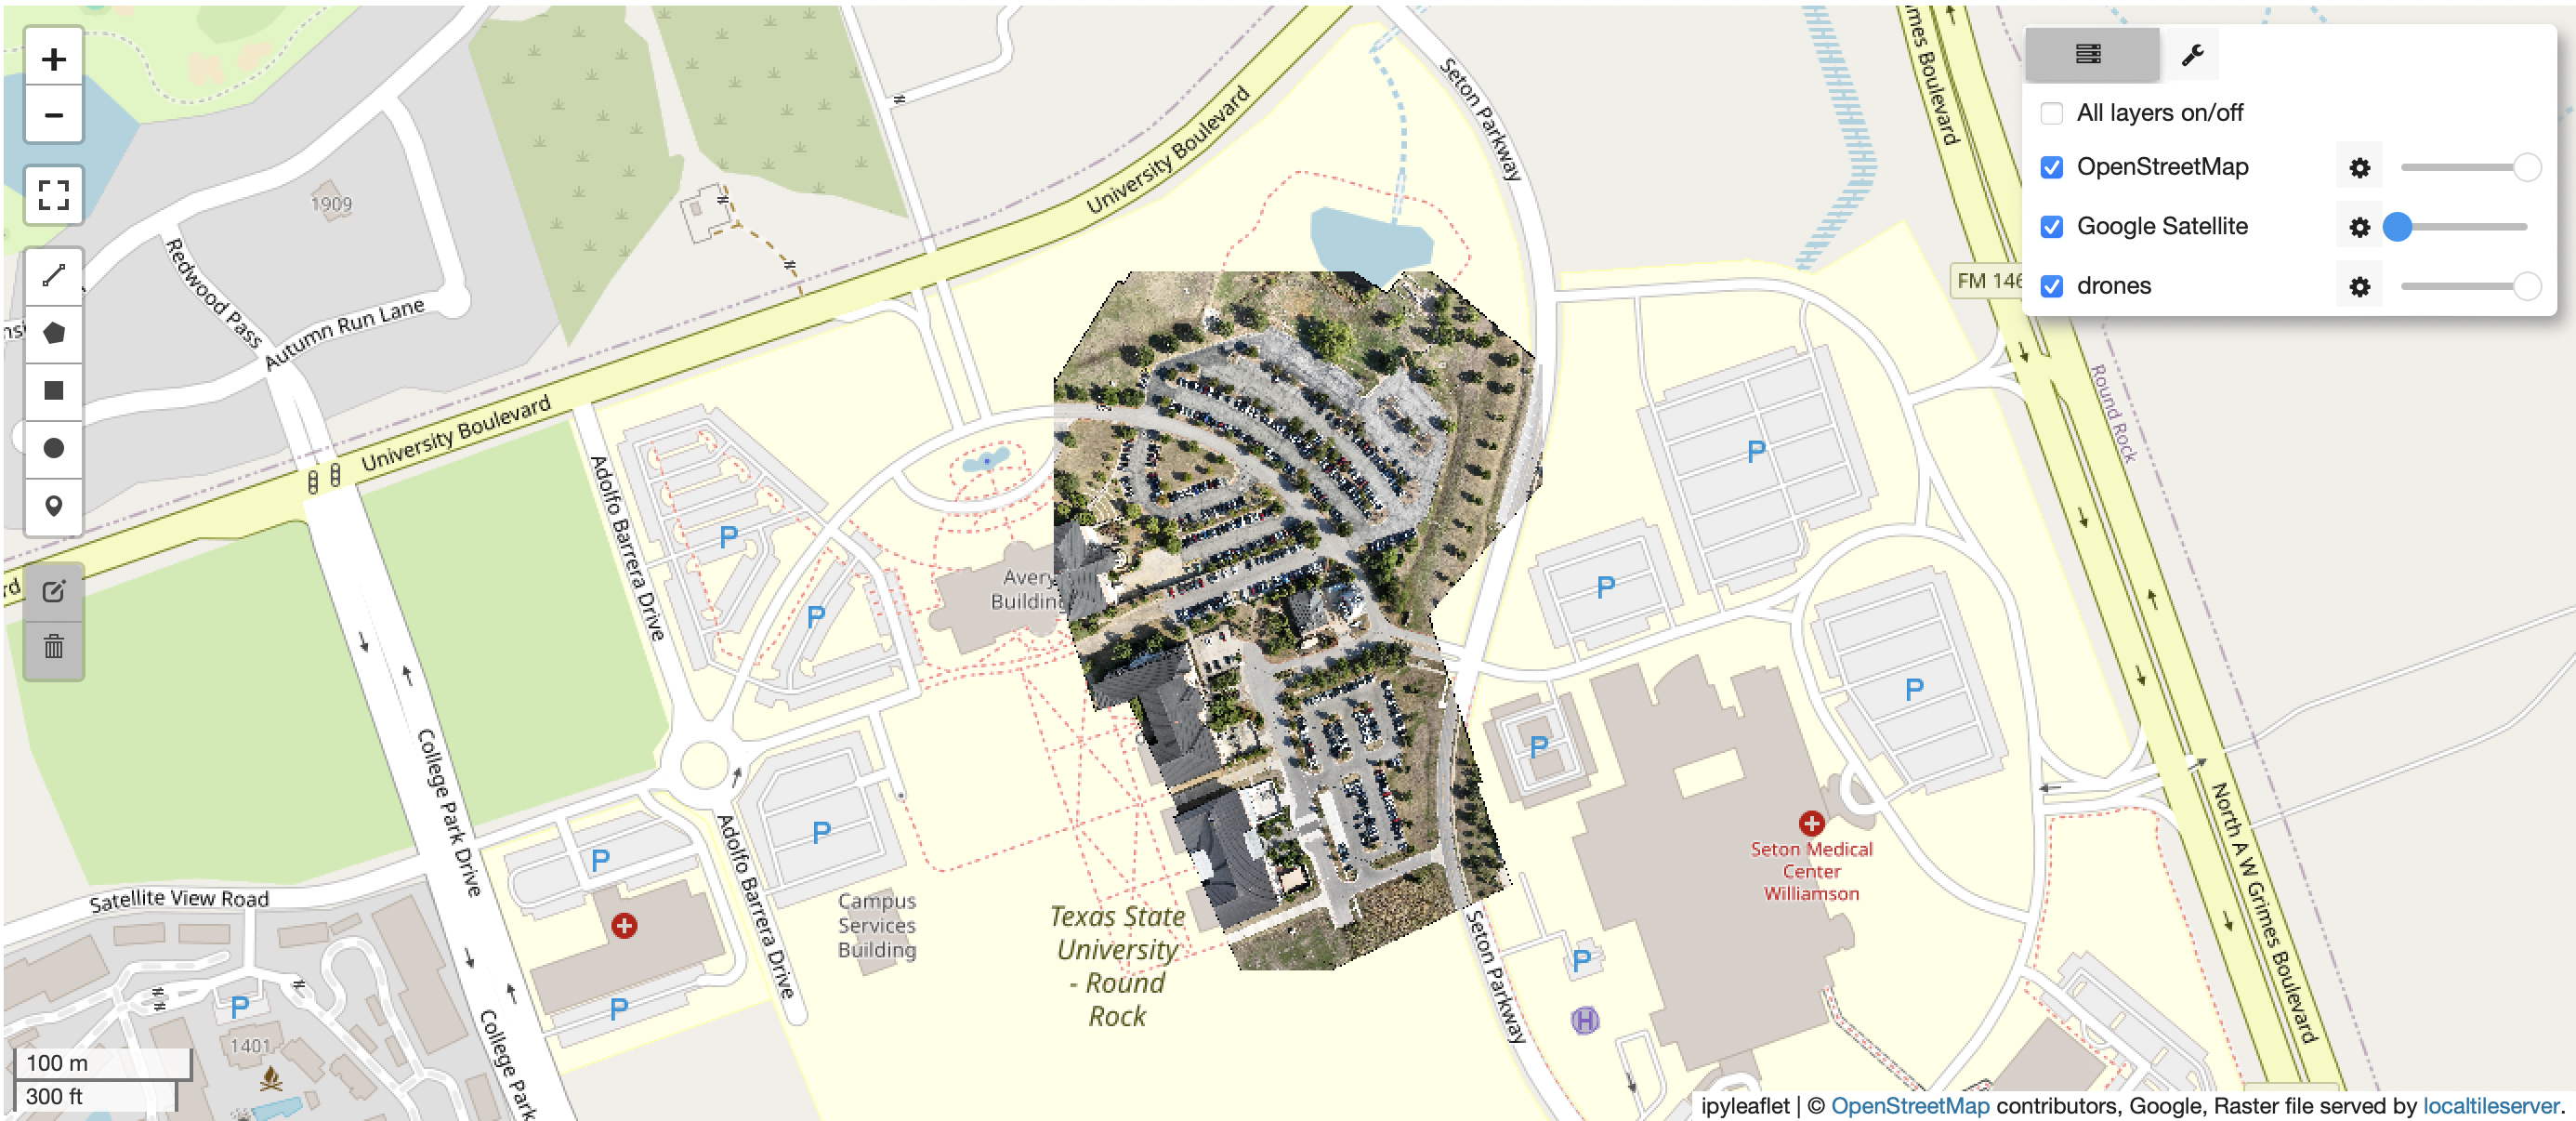 +
−
1909
Redwood Pass
Autumn Run Lane
University Boulevard
University Boulevard
Seton Parkway
FM 146
Round Rock
All layers on/off
OpenStreetMap
Google Satellite
drones
Adolfo Barrera Drive
P
P
P
P
P
P
P
P
P
P
P
P
Avery
Building
College Park Drive
Adolfo Barrera Drive
Satellite View Road
Campus
Services
Building
Texas State
University
- Round
Rock
Seton Parkway
Seton Medical
Center
Williamson
H
North A W Grimes Boulevard
1401
College Park
100 m
300 ft
ipyleaflet | © OpenStreetMap contributors, Google, Raster file served by localtileserver.